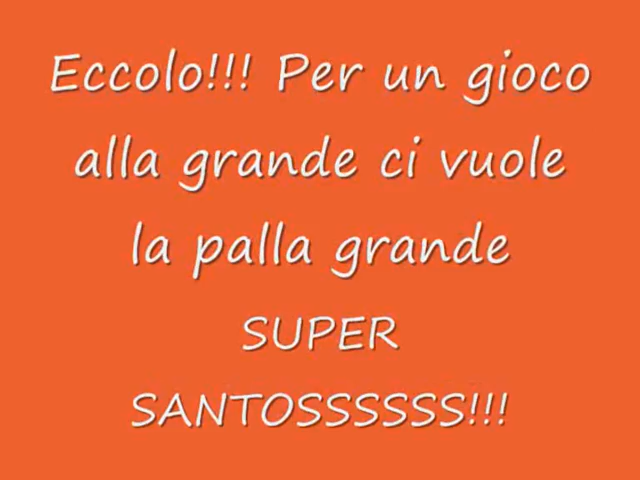 Eccolo!!! Per un gioco
alla grande ci vuole
la palla grande
SUPER
SANTOSSSSSS!!!